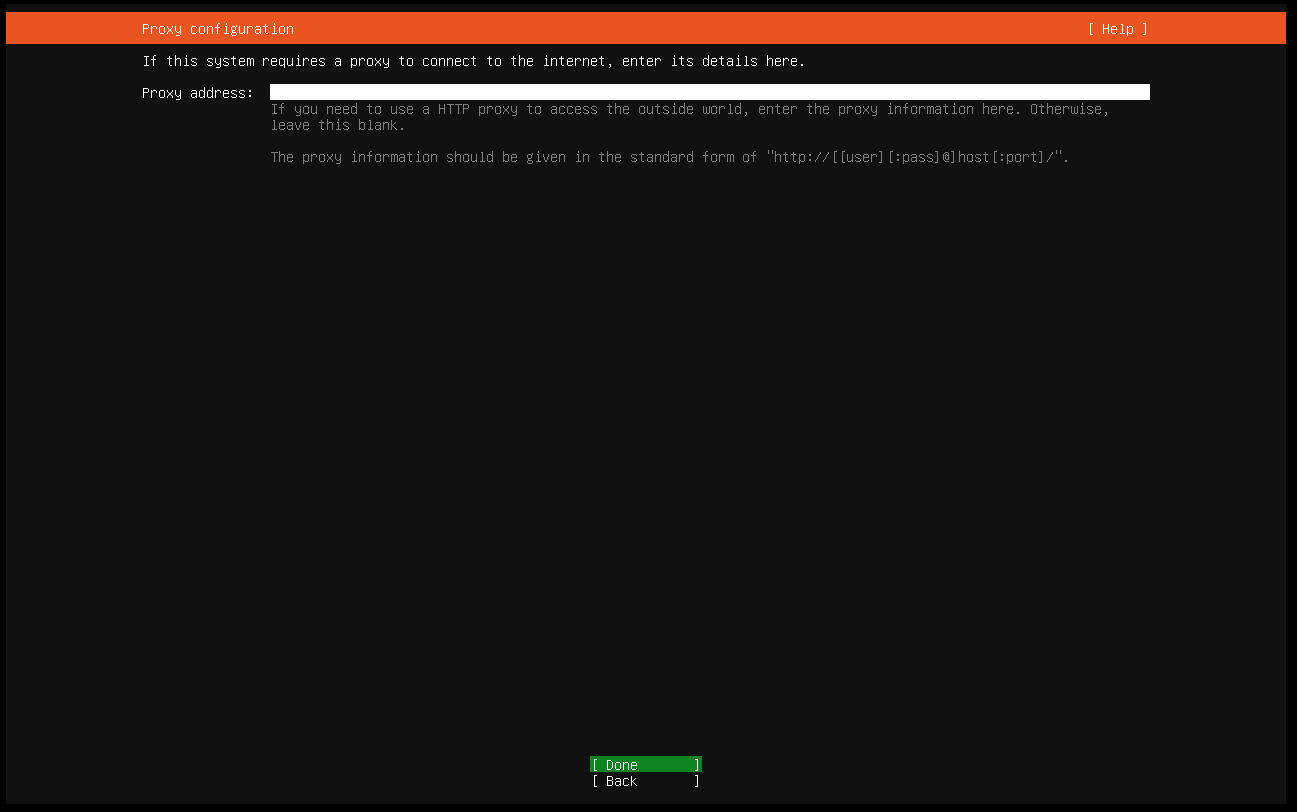 Proxy configuration [ Help ]
If this system requires a proxy to connect to the internet, enter its details here.
Proxy address:
If you need to use a HTTP proxy to access the outside world, enter the proxy information here. Otherwise,
leave this blank.
The proxy information should be given in the standard form of "http://[[user][:pass]@]host[:port]/".
[ Done ]
[ Back ]